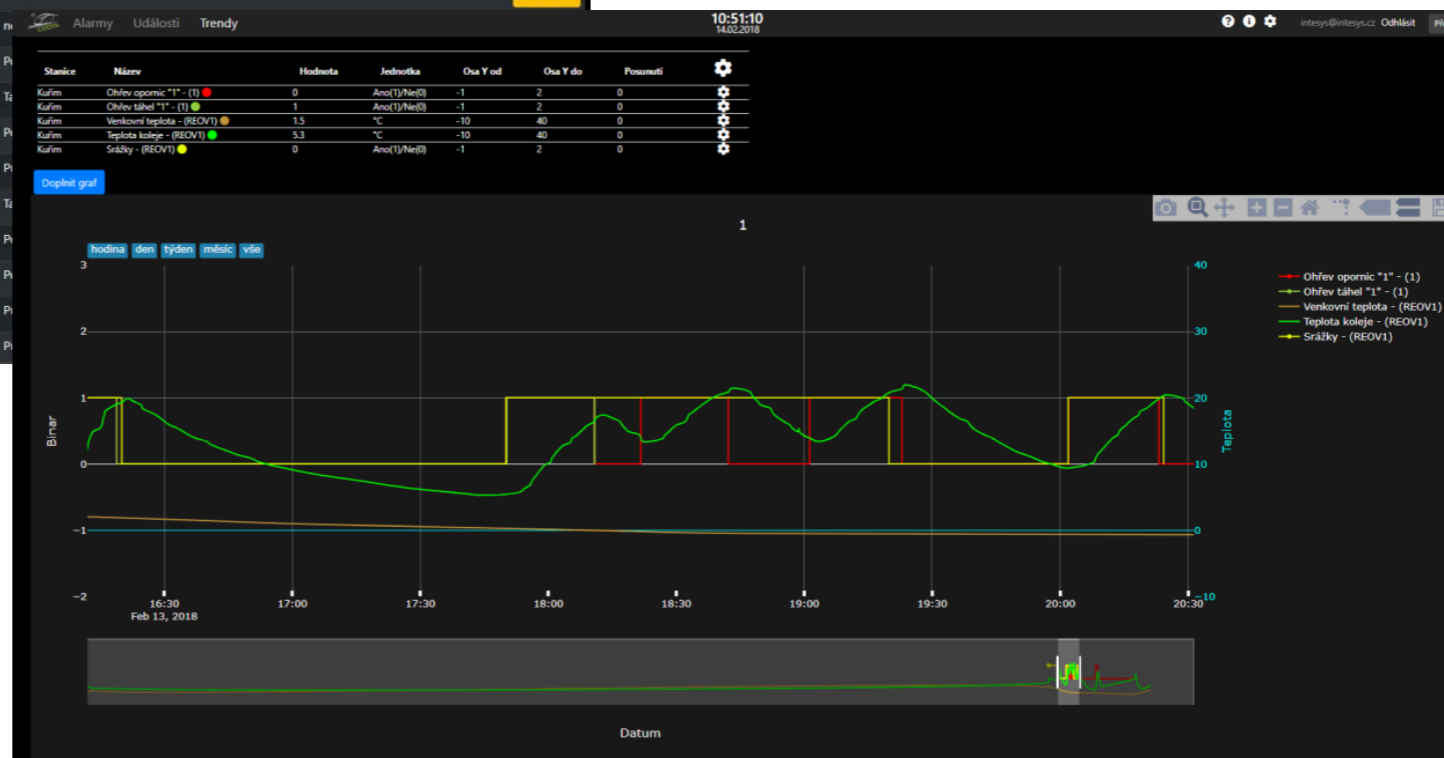 Alarmy Události Trendy
10:51:10
14.02.2018
intesys@intesys.cz Odhlásit
Stanice Název Hodnota Jednotka Osa Y od Osa Y do Posunutí
Kuřim Ohřev opornic "1" - (1) 0 Ano(1)/Ne(0) -1 2 0
Kuřim Ohřev táhel "1" - (1) 1 Ano(1)/Ne(0) -1 2 0
Kuřim Venkovní teplota - (REOV1) 1.5 °C -10 40 0
Kuřim Teplota koleje - (REOV1) 5.3 °C -10 40 0
Kuřim Srážky - (REOV1) 0 Ano(1)/Ne(0) -1 2 0
Doplnit graf
1
hodina den týden měsíc vše
3 40
2 30
1 20
0 10
−1 0
−2 −10
Binar
Teplota
Ohřev opornic "1" - (1)
Ohřev táhel "1" - (1)
Venkovní teplota - (REOV1)
Teplota koleje - (REOV1)
Srážky - (REOV1)
16:30 17:00 17:30 18:00 18:30 19:00 19:30 20:00 20:30
Feb 13, 2018
Datum